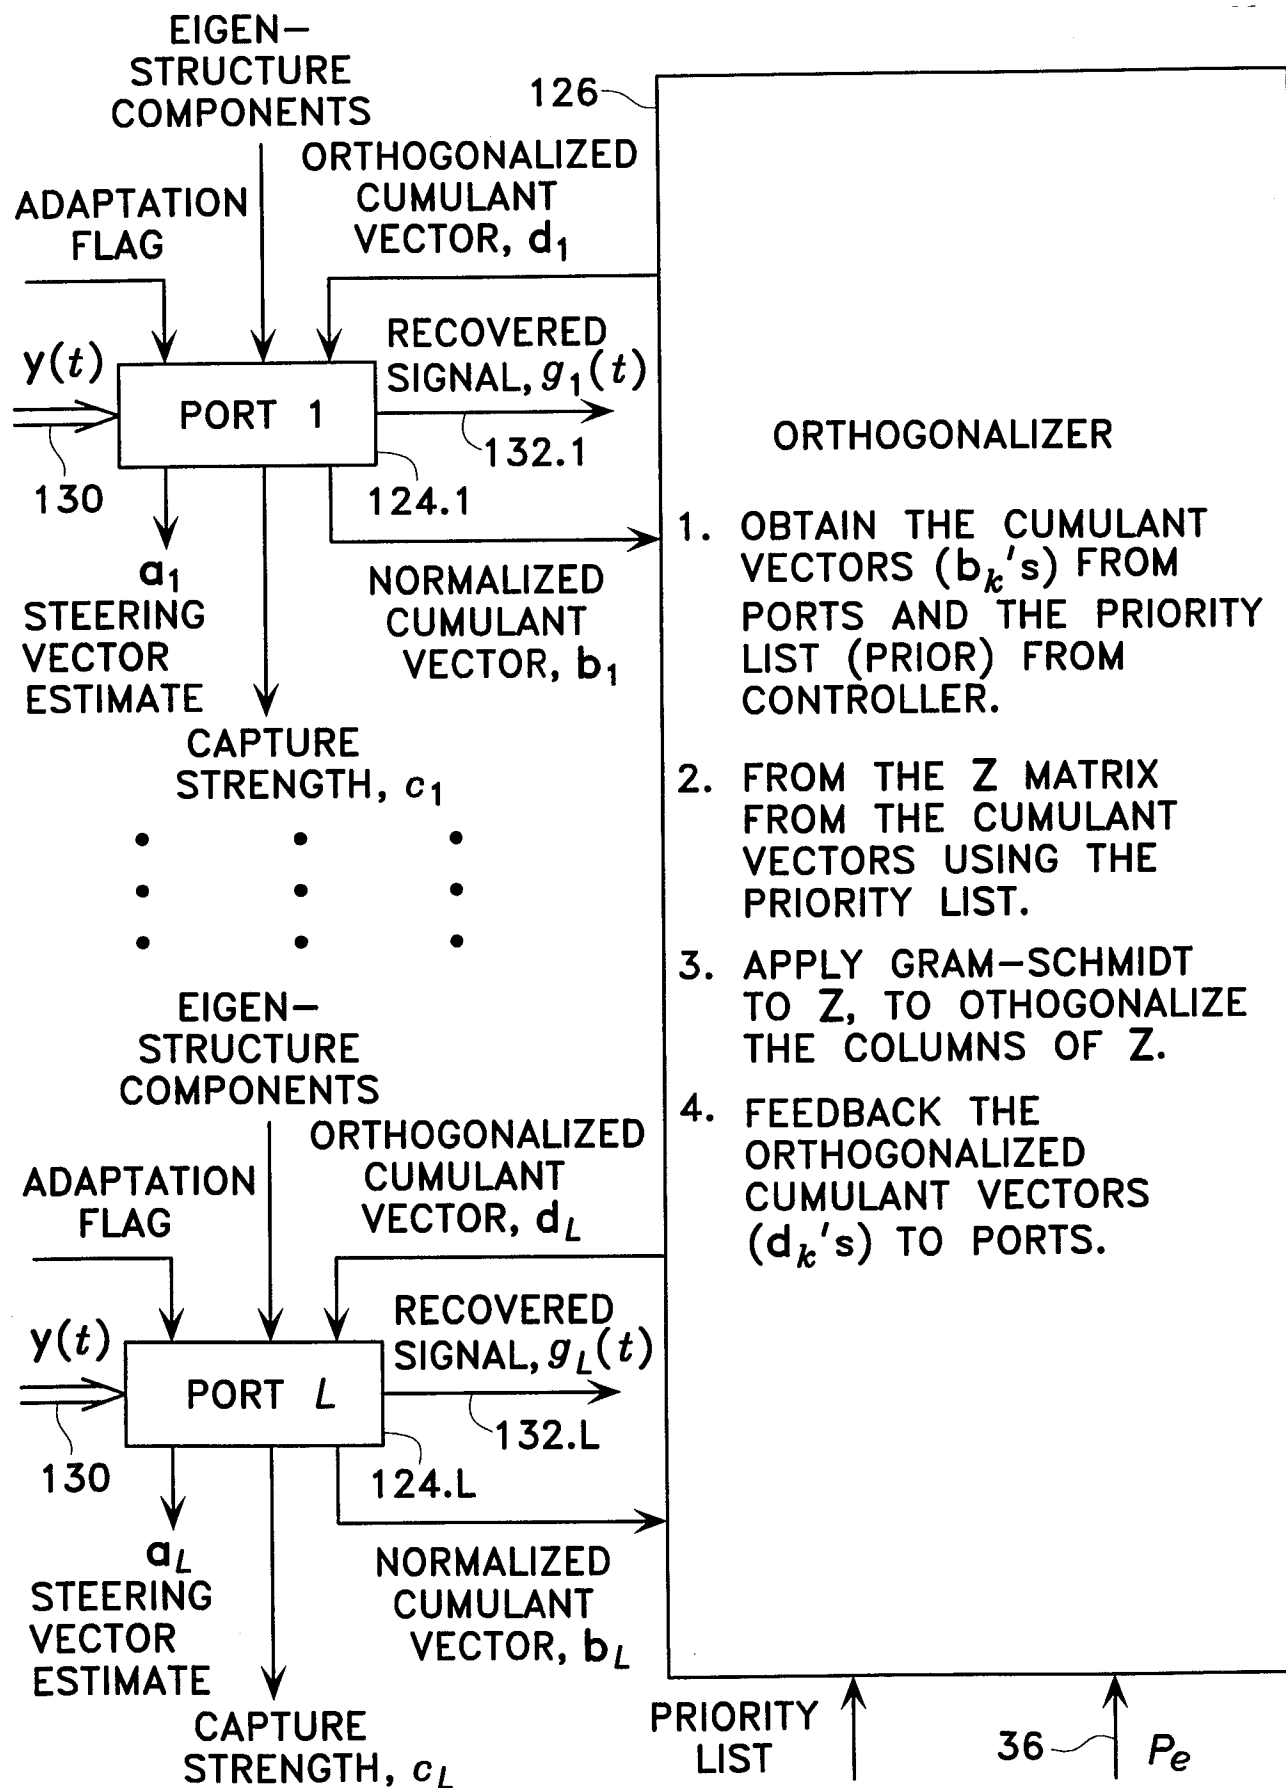 EIGEN-
STRUCTURE
COMPONENTS
126
ORTHOGONALIZED
CUMULANT
VECTOR, d1
ADAPTATION
FLAG
y(t)
PORT 1
RECOVERED
SIGNAL, g1(t)
130
132.1
124.1
a1
STEERING
VECTOR
ESTIMATE
NORMALIZED
CUMULANT
VECTOR, b1
CAPTURE
STRENGTH, c1
EIGEN-
STRUCTURE
COMPONENTS
ORTHOGONALIZED
CUMULANT
VECTOR, dL
ADAPTATION
FLAG
y(t)
PORT L
RECOVERED
SIGNAL, gL(t)
130
132.L
124.L
aL
STEERING
VECTOR
ESTIMATE
NORMALIZED
CUMULANT
VECTOR, bL
CAPTURE
STRENGTH, cL
ORTHOGONALIZER
1. OBTAIN THE CUMULANT
VECTORS (bk's) FROM
PORTS AND THE PRIORITY
LIST (PRIOR) FROM
CONTROLLER.
2. FROM THE Z MATRIX
FROM THE CUMULANT
VECTORS USING THE
PRIORITY LIST.
3. APPLY GRAM-SCHMIDT
TO Z, TO OTHOGONALIZE
THE COLUMNS OF Z.
4. FEEDBACK THE
ORTHOGONALIZED
CUMULANT VECTORS
(dk's) TO PORTS.
PRIORITY
LIST
36
Pe